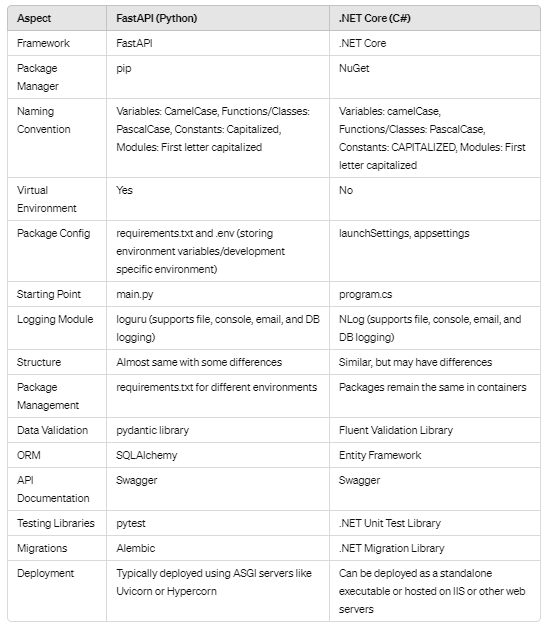 Aspect FastAPI (Python) .NET Core (C#)
Framework FastAPI .NET Core
Package Manager pip NuGet
Naming Convention Variables: CamelCase, Functions/Classes: PascalCase, Constants: Capitalized, Modules: First letter capitalized Variables: camelCase, Functions/Classes: PascalCase, Constants: CAPITALIZED, Modules: First letter capitalized
Virtual Environment Yes No
Package Config requirements.txt and .env (storing environment variables/development specific environment) launchSettings, appsettings
Starting Point main.py program.cs
Logging Module loguru (supports file, console, email, and DB logging) NLog (supports file, console, email, and DB logging)
Structure Almost same with some differences Similar, but may have differences
Package Management requirements.txt for different environments Packages remain the same in containers
Data Validation pydantic library Fluent Validation Library
ORM SQLAlchemy Entity Framework
API Documentation Swagger Swagger
Testing Libraries pytest .NET Unit Test Library
Migrations Alembic .NET Migration Library
Deployment Typically deployed using ASGI servers like Uvicorn or Hypercorn Can be deployed as a standalone executable or hosted on IIS or other web servers